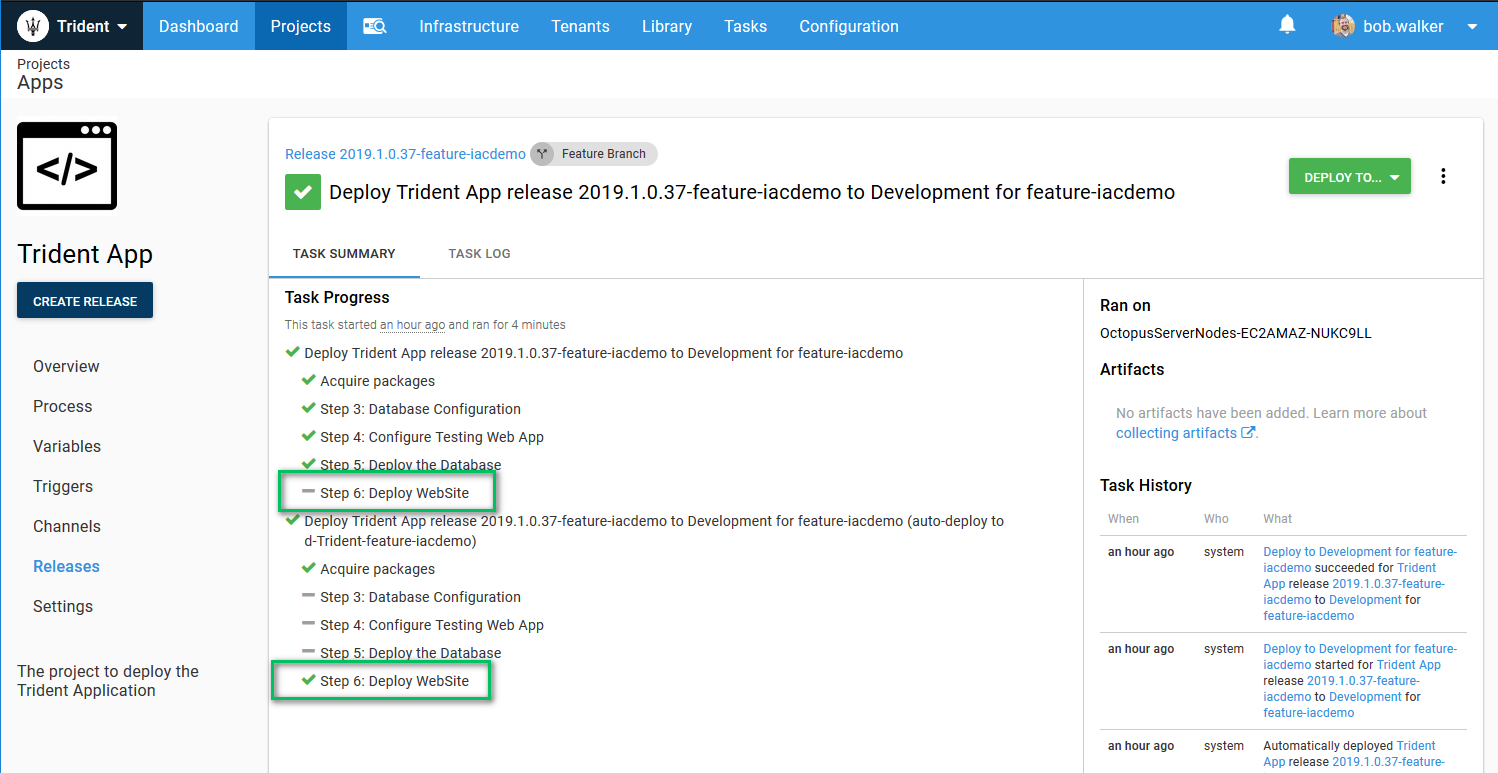 Trident
Dashboard
Projects
Infrastructure
Tenants
Library
Tasks
Configuration
bob.walker
Projects
Apps
</>
Trident App
CREATE RELEASE
Overview
Process
Variables
Triggers
Channels
Releases
Settings
The project to deploy the
Trident Application
Release 2019.1.0.37-feature-iacdemo
Feature Branch
Deploy Trident App release 2019.1.0.37-feature-iacdemo to Development for feature-iacdemo
DEPLOY TO...
TASK SUMMARY
TASK LOG
Task Progress
This task started an hour ago and ran for 4 minutes
Deploy Trident App release 2019.1.0.37-feature-iacdemo to Development for feature-iacdemo
Acquire packages
Step 3: Database Configuration
Step 4: Configure Testing Web App
Step 5: Deploy the Database
Step 6: Deploy WebSite
Deploy Trident App release 2019.1.0.37-feature-iacdemo to Development for feature-iacdemo (auto-deploy to
d-Trident-feature-iacdemo)
Acquire packages
Step 3: Database Configuration
Step 4: Configure Testing Web App
Step 5: Deploy the Database
Step 6: Deploy WebSite
Ran on
OctopusServerNodes-EC2AMAZ-NUKC9LL
Artifacts
No artifacts have been added. Learn more about
collecting artifacts.
Task History
When Who What
an hour ago system Deploy to Development for feature-
iacdemo succeeded for Trident
App release 2019.1.0.37-feature-
iacdemo to Development for
feature-iacdemo
an hour ago system Deploy to Development for feature-
iacdemo started for Trident App
release 2019.1.0.37-feature-
iacdemo to Development for
feature-iacdemo
an hour ago system Automatically deployed Trident
App release 2019.1.0.37-feature-